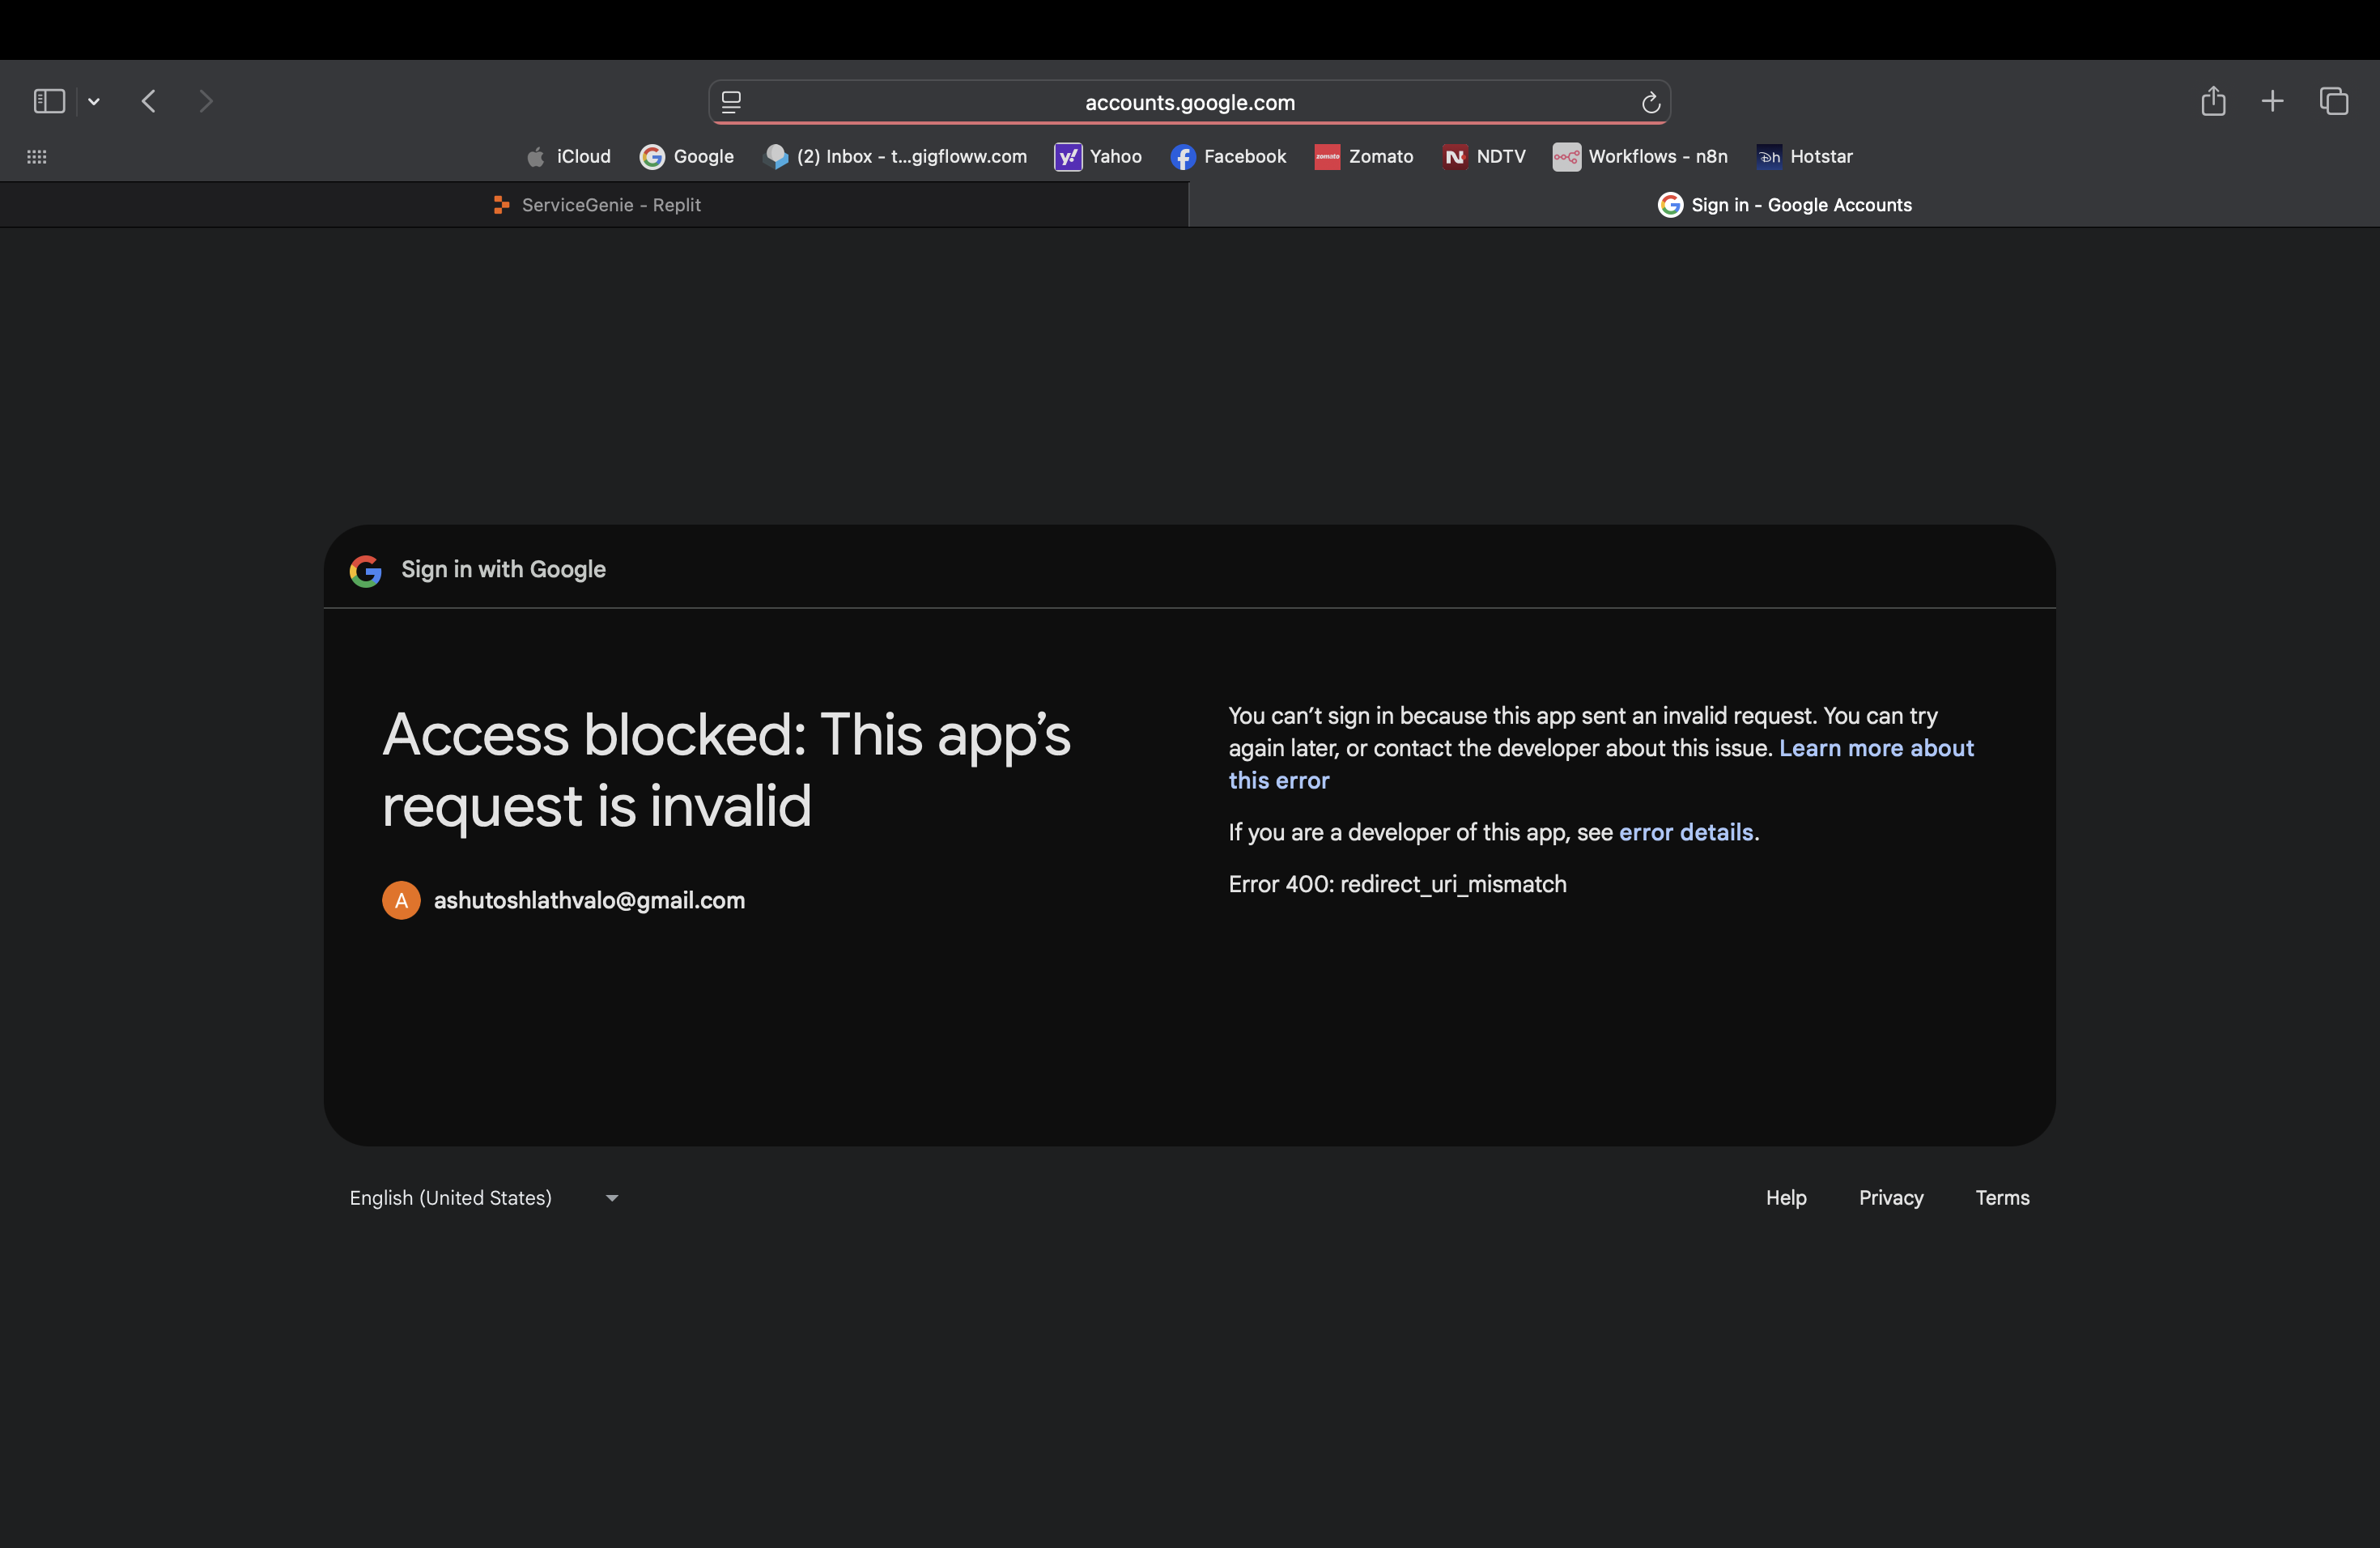 accounts.google.com
iCloud Google (2) Inbox - t...gigfloww.com Yahoo Facebook zomato Zomato NDTV Workflows - n8n Hotstar
ServiceGenie - Replit Sign in - Google Accounts
Sign in with Google
Access blocked: This app’s
request is invalid
A ashutoshlathvalo@gmail.com
You can’t sign in because this app sent an invalid request. You can try
again later, or contact the developer about this issue. Learn more about
this error
If you are a developer of this app, see error details.
Error 400: redirect_uri_mismatch
English (United States) Help Privacy Terms